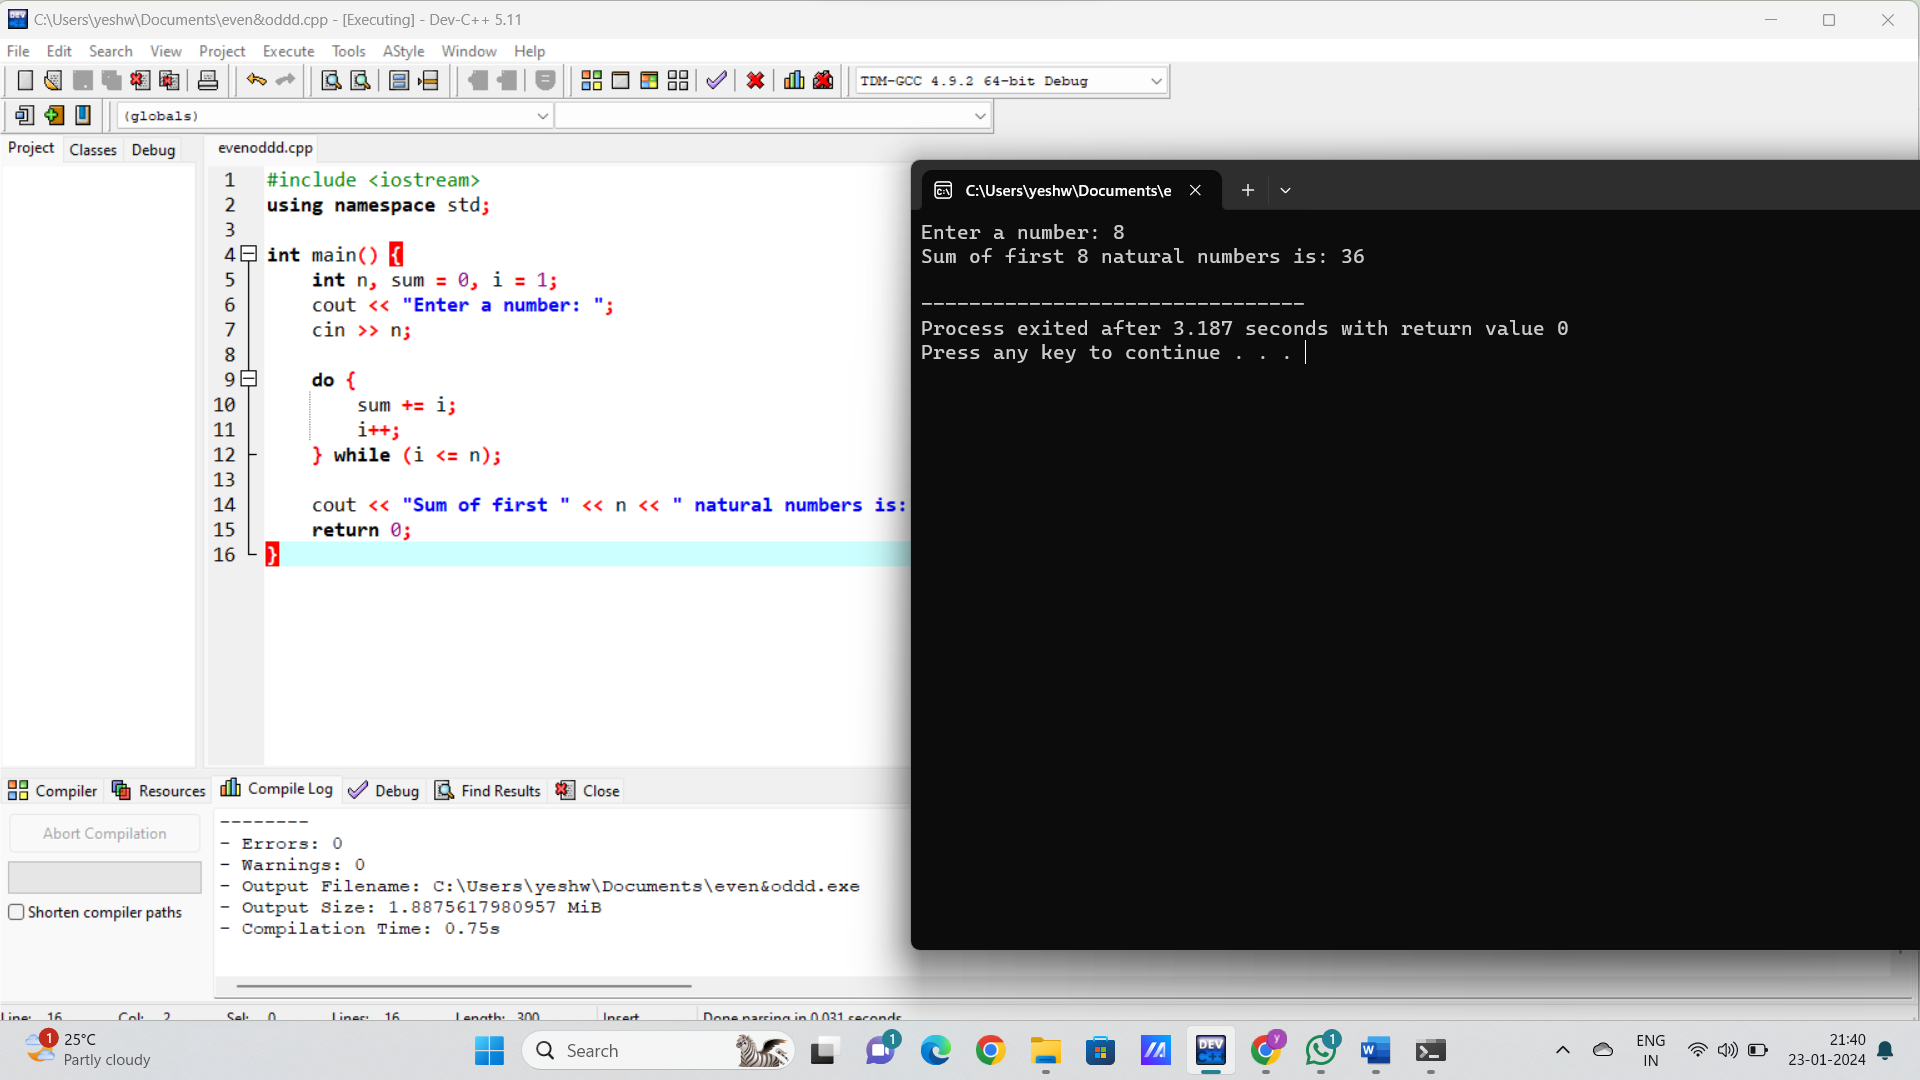 C:\Users\yeshw\Documents\even&oddd.cpp - [Executing] - Dev-C++ 5.11
File Edit Search View Project Execute Tools AStyle Window Help
TDM-GCC 4.9.2 64-bit Debug
(globals)
Project Classes Debug
evenoddd.cpp
1 #include <iostream>
2 using namespace std;
3
4 int main() {
5 int n, sum = 0, i = 1;
6 cout << "Enter a number: ";
7 cin >> n;
8
9 do {
10 sum += i;
11 i++;
12 } while (i <= n);
13
14 cout << "Sum of first " << n << " natural numbers is:
15 return 0;
16 }
C:\Users\yeshw\Documents\e
Enter a number: 8
Sum of first 8 natural numbers is: 36
--------------------------------
Process exited after 3.187 seconds with return value 0
Press any key to continue . . .
Compiler Resources Compile Log Debug Find Results Close
Abort Compilation
Shorten compiler paths
--------
- Errors: 0
- Warnings: 0
- Output Filename: C:\Users\yeshw\Documents\even&oddd.exe
- Output Size: 1.8875617980957 MiB
- Compilation Time: 0.75s
Line: 16 Col: 2 Sel: 0 Lines: 16 Length: 300 Insert Done parsing in 0.031 seconds
1
25°C
Partly cloudy
Search
1
DEV
C++
y
1
W
ENG
IN
21:40
23-01-2024